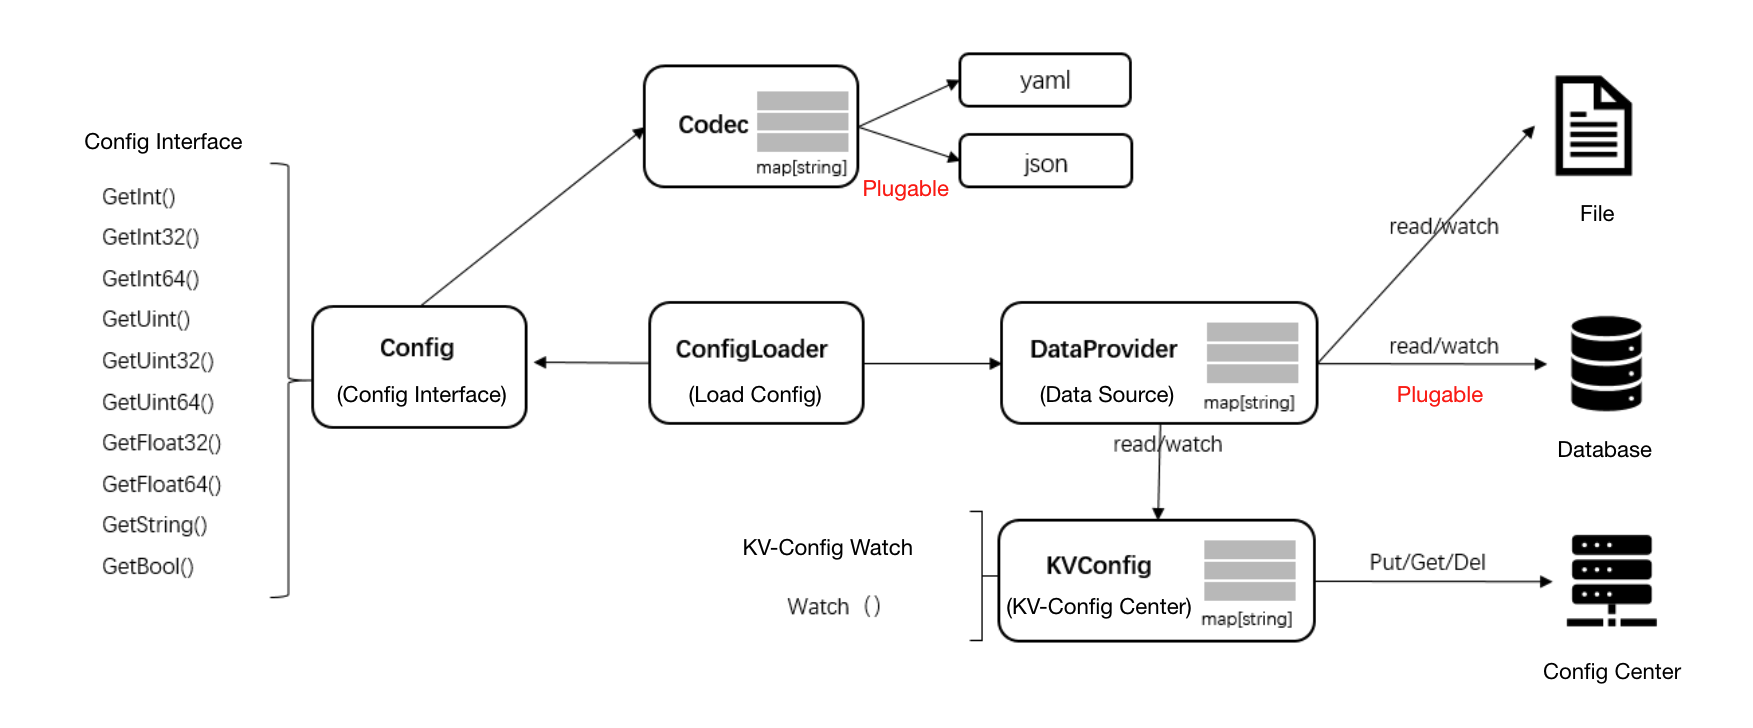 Config Interface
GetInt()
GetInt32()
GetInt64()
GetUint()
GetUint32()
GetUint64()
GetFloat32()
GetFloat64()
GetString()
GetBool()
Config
(Config Interface)
Codec
map[string]
Plugable
yaml
json
ConfigLoader
(Load Config)
DataProvider
(Data Source)
map[string]
read/watch
File
read/watch
Plugable
Database
read/watch
KV-Config Watch
Watch（）
KVConfig
(KV-Config Center)
map[string]
Put/Get/Del
Config Center